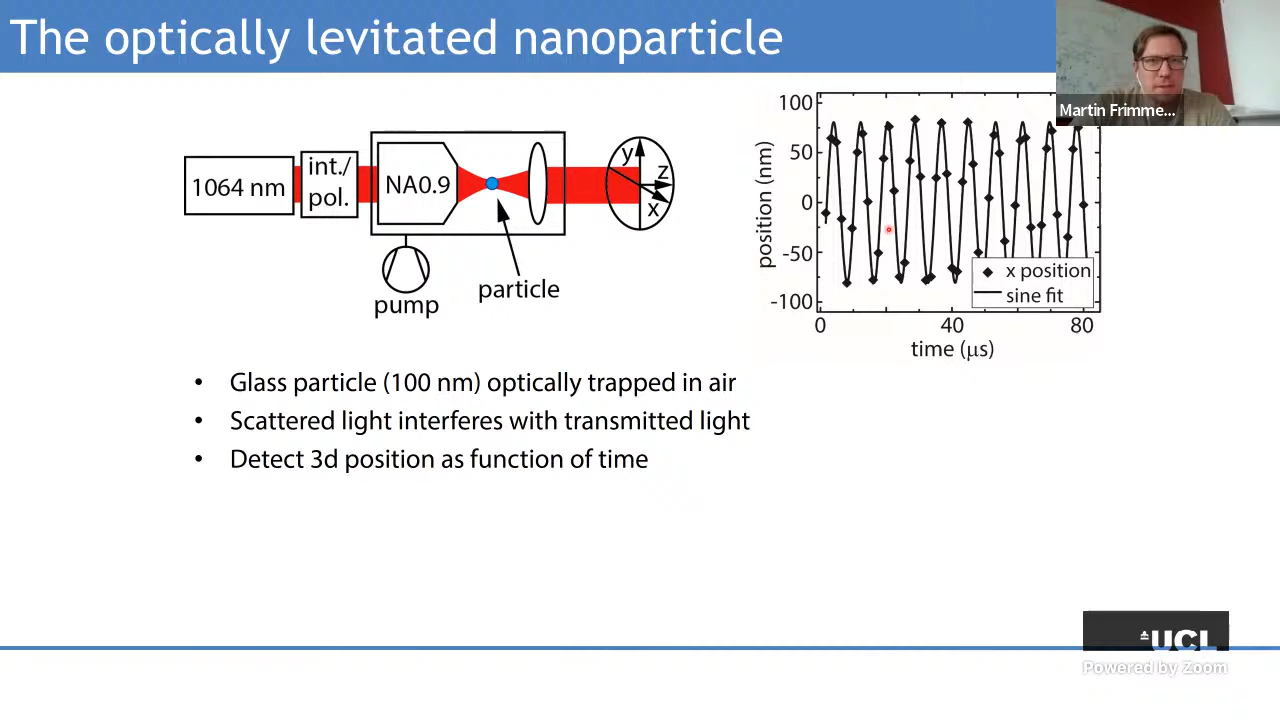 The optically levitated nanoparticle
Martin Frimme...
1064 nm
int./
pol.
NA0.9
y
z
x
pump
particle
100
50
0
-50
-100
position (nm)
x position
sine fit
0
40
80
time (μs)
• Glass particle (100 nm) optically trapped in air
• Scattered light interferes with transmitted light
• Detect 3d position as function of time
UCL
Powered by Zoom